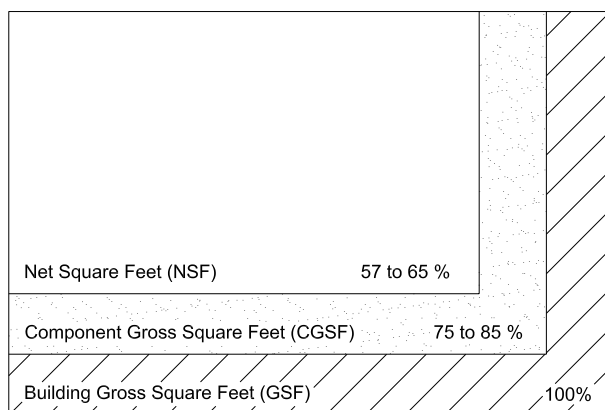 Net Square Feet (NSF) 57 to 65 %
Component Gross Square Feet (CGSF) 75 to 85 %
Building Gross Square Feet (GSF) 100%